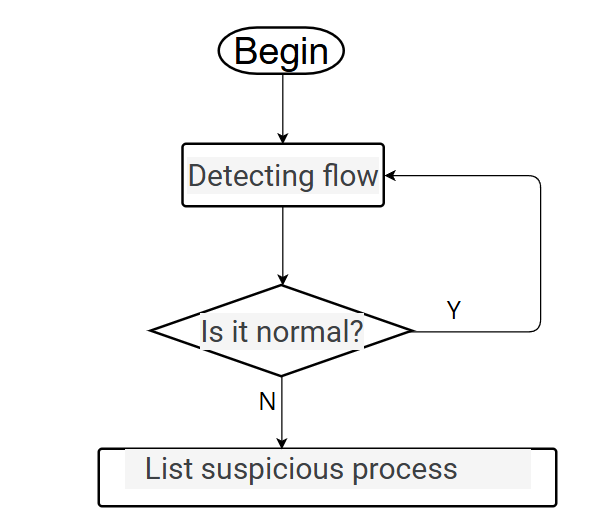 Begin
Detecting flow
Is it normal?
Y
N
List suspicious process